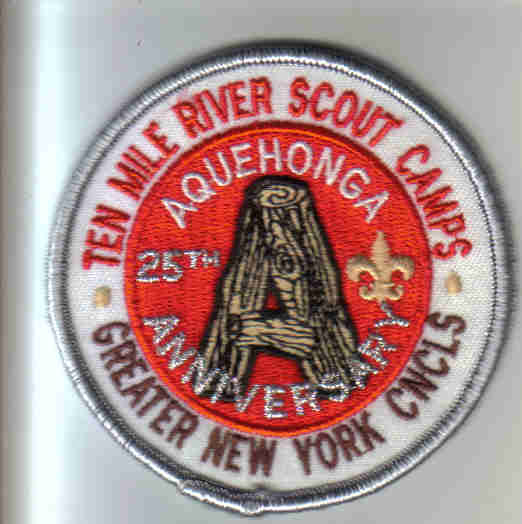 TEN MILE RIVER SCOUT CAMPS
AQUEHONGA
25TH
A
ANNIVERSARY
GREATER NEW YORK CNCLS